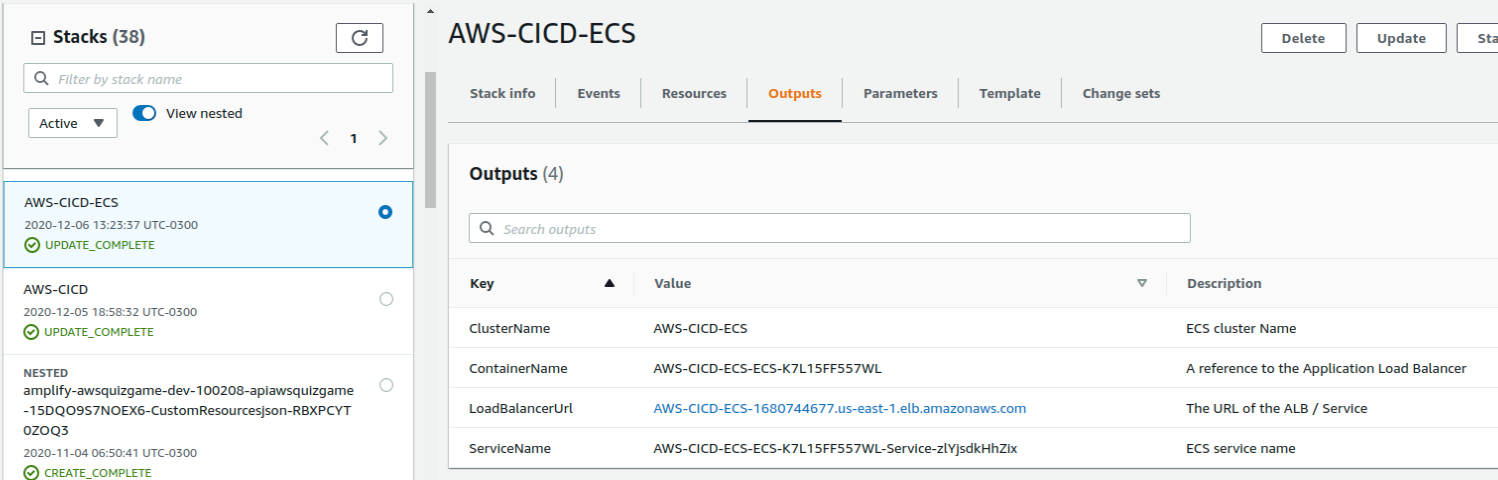 Stacks (38)
Filter by stack name
Active
View nested
1
AWS-CICD-ECS
2020-12-06 13:23:37 UTC-0300
UPDATE_COMPLETE
AWS-CICD
2020-12-05 18:58:32 UTC-0300
UPDATE_COMPLETE
NESTED
amplify-awsquizgame-dev-100208-apiawsquizgame
-15DQO9S7NOEX6-CustomResourcesjson-RBXPCYT
0ZOQ3
2020-11-04 06:50:41 UTC-0300
CREATE_COMPLETE
AWS-CICD-ECS
Delete Update Sta
Stack info Events Resources Outputs Parameters Template Change sets
Outputs (4)
Search outputs
Key Value Description
ClusterName AWS-CICD-ECS ECS cluster Name
ContainerName AWS-CICD-ECS-ECS-K7L15FF557WL A reference to the Application Load Balancer
LoadBalancerUrl AWS-CICD-ECS-1680744677.us-east-1.elb.amazonaws.com The URL of the ALB / Service
ServiceName AWS-CICD-ECS-ECS-K7L15FF557WL-Service-zlYjsdkHhZix ECS service name